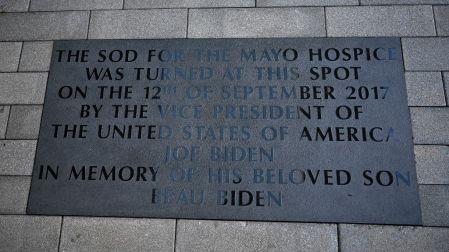 THE SOD FOR THE MAYO HOSPICE
WAS TURNED AT THIS SPOT
ON THE 12TH OF SEPTEMBER 2017
BY THE VICE PRESIDENT OF
THE UNITED STATES OF AMERICA
JOE BIDEN
IN MEMORY OF HIS BELOVED SON
BEAU BIDEN